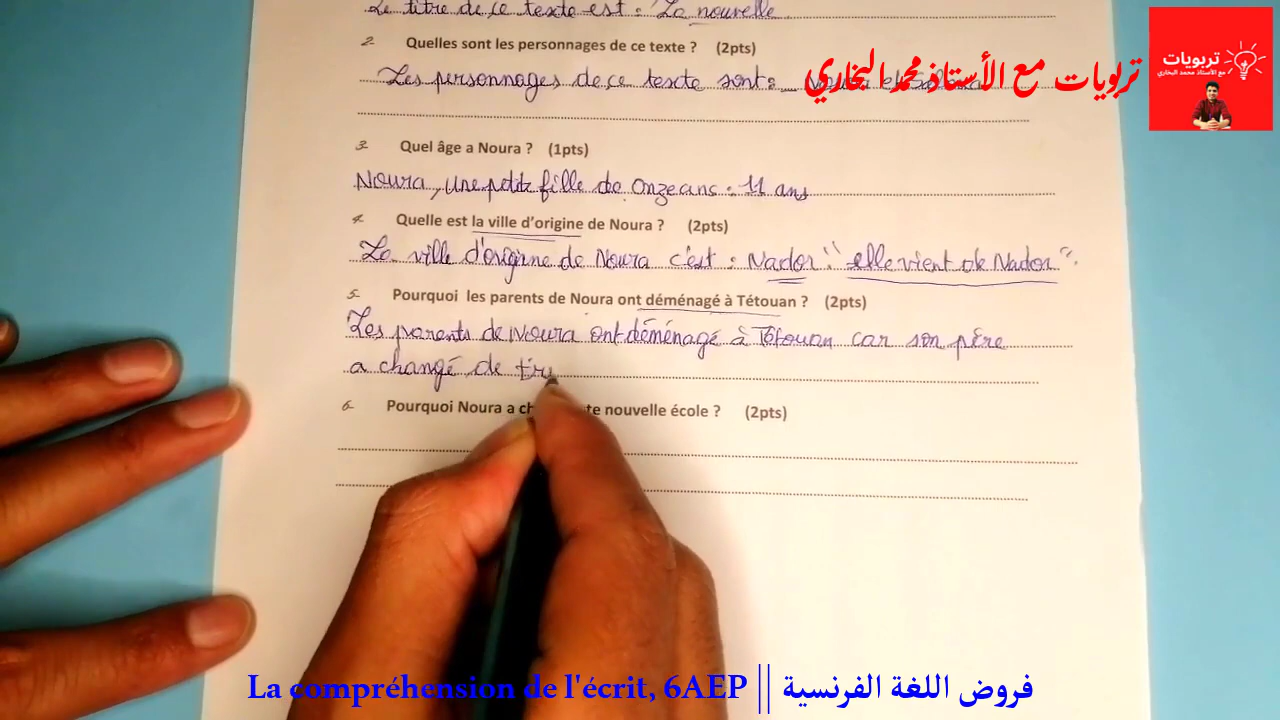 Le titre de ce texte est : La nouvelle
2. Quelles sont les personnages de ce texte ? (2pts)
Les personnages de ce texte sont :
تربويات مع الأستاذ محمد البخاري
تربويات
مع الأستاذ محمد البخاري
3. Quel âge a Noura ? (1pts)
Noura, une petite fille de onze ans : 11 ans
4. Quelle est la ville d'origine de Noura ? (2pts)
La ville d'origine de Noura c'est : Nador : "elle vient de Nador".
5. Pourquoi les parents de Noura ont déménagé à Tétouan ? (2pts)
Les parents de Noura ont déménagé à Tétouan car son père
a changé de
6. Pourquoi Noura a nouvelle école ? (2pts)
La compréhension de l'écrit, 6AEP || فروض اللغة الفرنسية